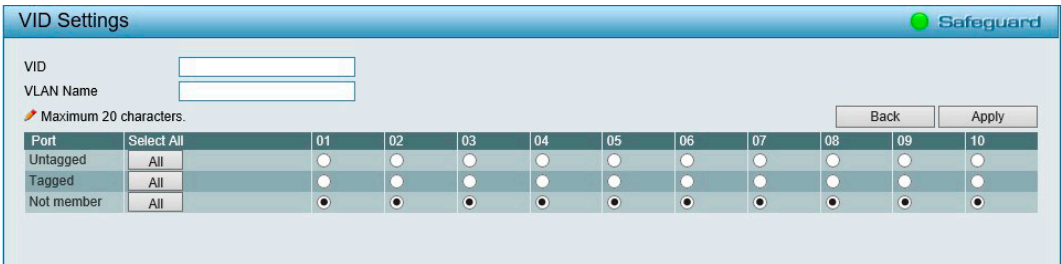 VID Settings Safeguard
VID
VLAN Name
Maximum 20 characters. Back Apply
Port Select All 01 02 03 04 05 06 07 08 09 10
Untagged All
Tagged All
Not member All